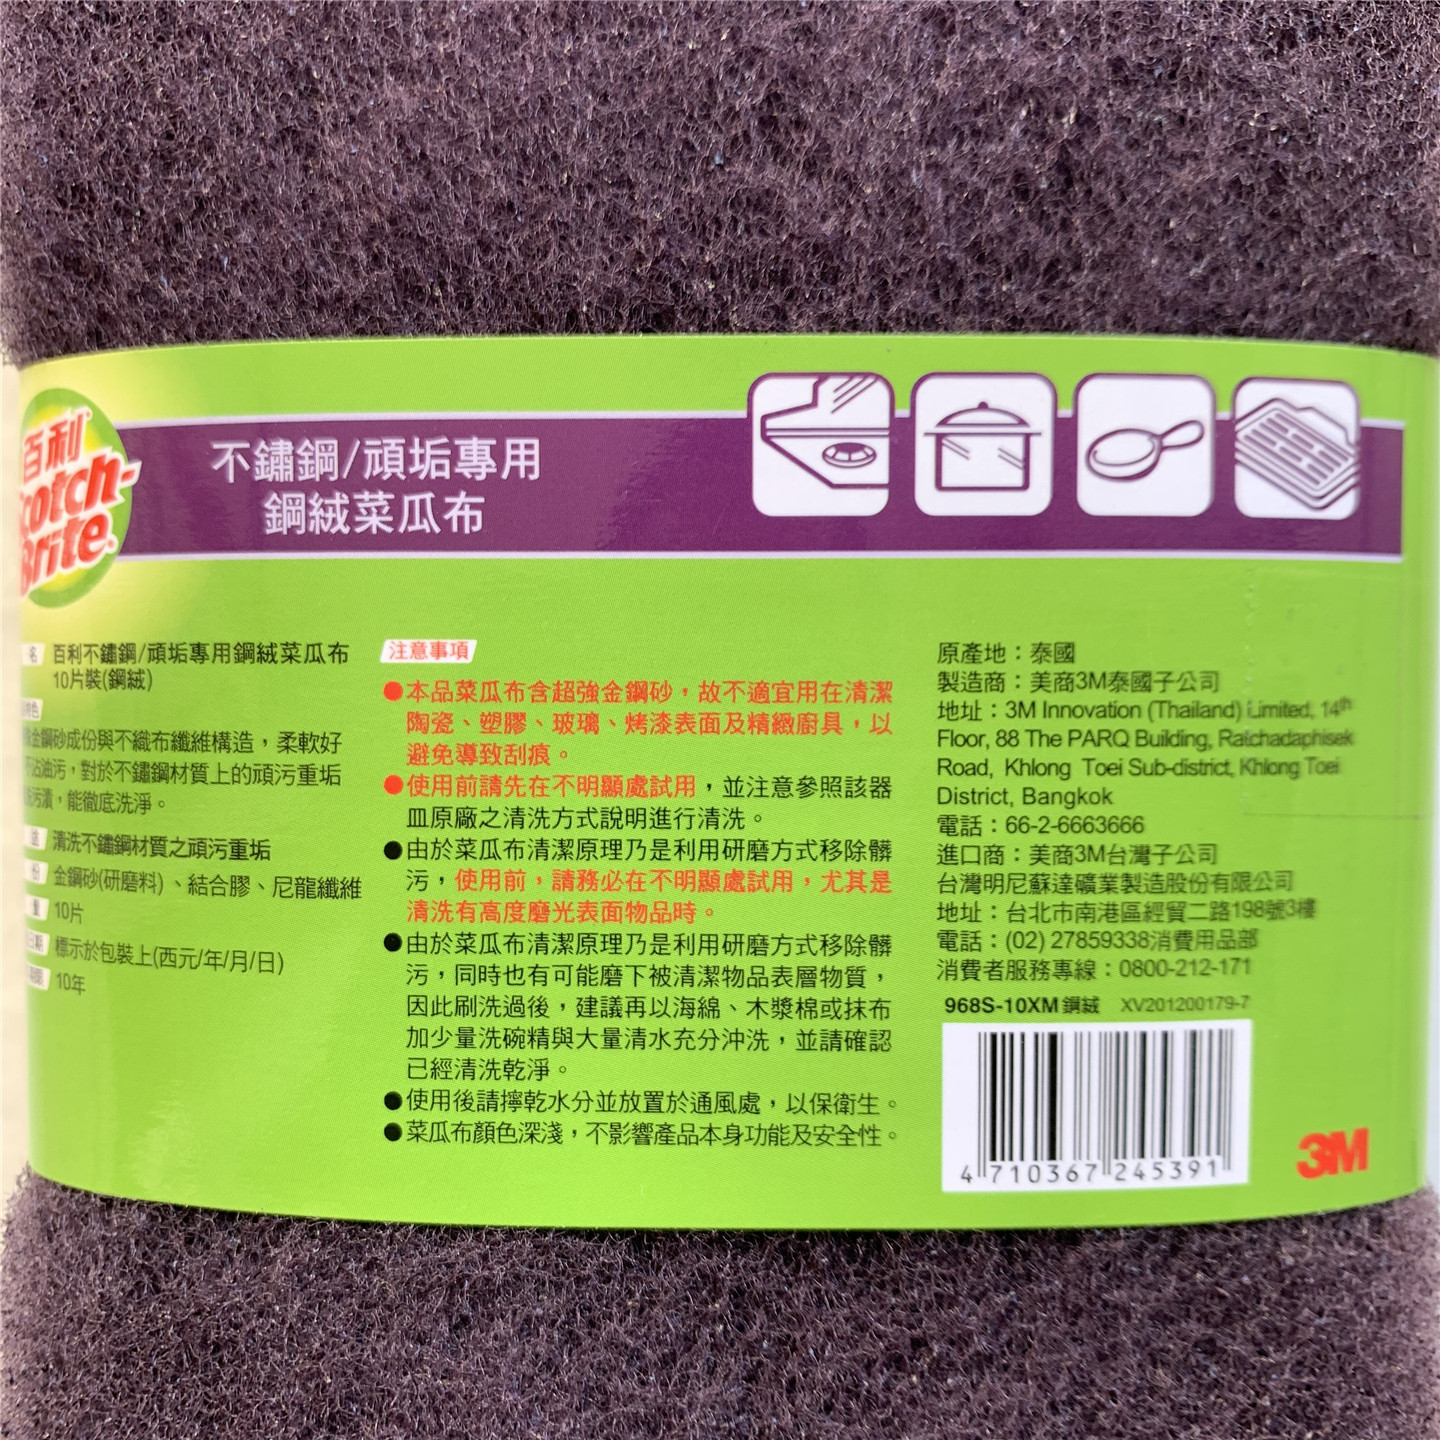 百利
Scotch-
Brite
不鏽鋼/頑垢專用
鋼絨菜瓜布
名 百利不鏽鋼/頑垢專用鋼絨菜瓜布
10片裝(鋼絨)
特色
金鋼砂成份與不織布纖維構造，柔軟好
沾油污，對於不鏽鋼材質上的頑污重垢
污漬，能徹底洗淨。
途 清洗不鏽鋼材質之頑污重垢
份 金鋼砂(研磨料)、結合膠、尼龍纖維
量 10片
日期 標示於包裝上(西元/年/月/日)
期限 10年
注意事項
●本品菜瓜布含超強金鋼砂，故不適宜用在清潔
陶瓷、塑膠、玻璃、烤漆表面及精緻廚具，以
避免導致刮痕。
●使用前請先在不明顯處試用，並注意參照該器
皿原廠之清洗方式說明進行清洗。
●由於菜瓜布清潔原理乃是利用研磨方式移除髒
污，使用前，請務必在不明顯處試用，尤其是
清洗有高度磨光表面物品時。
●由於菜瓜布清潔原理乃是利用研磨方式移除髒
污，同時也有可能磨下被清潔物品表層物質，
因此刷洗過後，建議再以海綿、木漿棉或抹布
加少量洗碗精與大量清水充分沖洗，並請確認
已經清洗乾淨。
●使用後請擰乾水分並放置於通風處，以保衛生。
●菜瓜布顏色深淺，不影響產品本身功能及安全性。
原產地：泰國
製造商：美商3M泰國子公司
地址：3M Innovation (Thailand) Limited, 14th
Floor, 88 The PARQ Building, Ratchadaphisek
Road, Khlong Toei Sub-district, Khlong Toei
District, Bangkok
電話：66-2-6663666
進口商：美商3M台灣子公司
台灣明尼蘇達礦業製造股份有限公司
地址：台北市南港區經貿二路198號3樓
電話：(02) 27859338消費用品部
消費者服務專線：0800-212-171
968S-10XM 鋼絨 XV201200179-7
4 710367 245391
3M